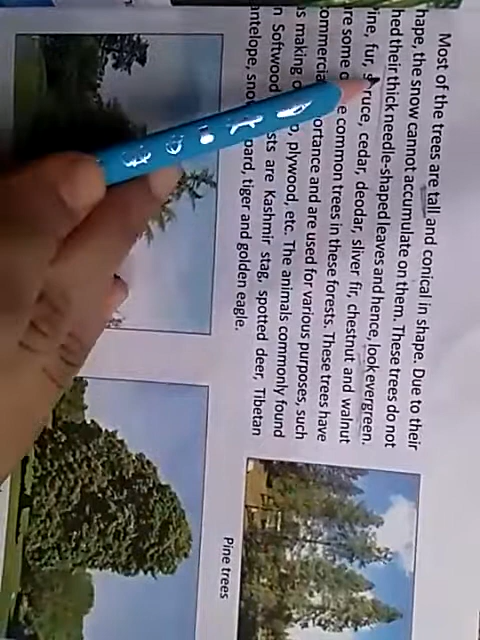 Most of the trees are tall and conical in shape. Due to their
hape, the snow cannot accumulate on them. These trees do not
hed their thick needle-shaped leaves and hence, look evergreen.
ine, fur, spruce, cedar, deodar, sliver fir, chestnut and walnut
re some common trees in these forests. These trees have
ommercia ortance and are used for various purposes, such
s making o, plywood, etc. The animals commonly found
n Softwood sts are Kashmir stag, spotted deer, Tibetan
antelope, sno pard, tiger and golden eagle.
Pine trees